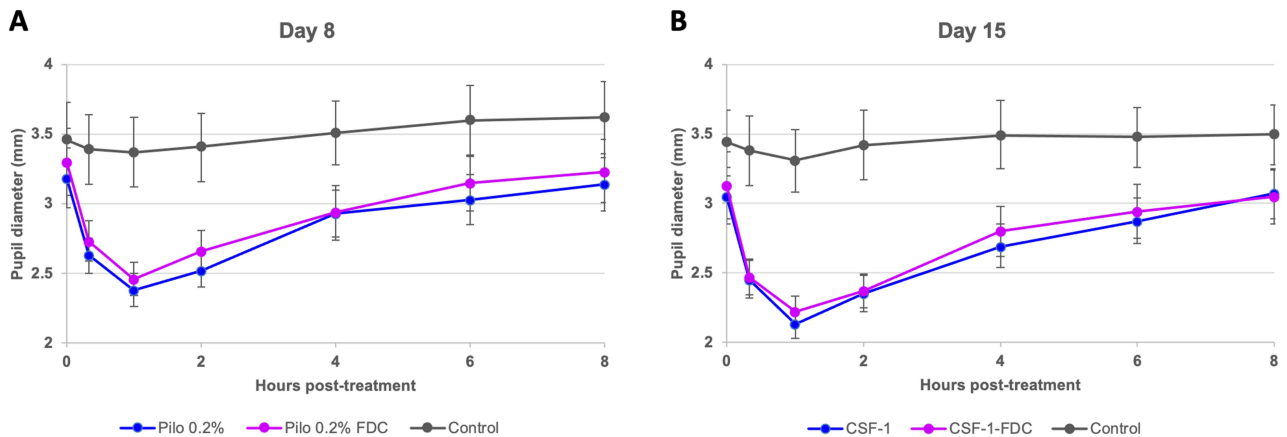 A
Day 8
Pupil diameter (mm)
4
3.5
3
2.5
2
0 2 4 6 8
Hours post-treatment
Pilo 0.2% Pilo 0.2% FDC Control
B
Day 15
Pupil diameter (mm)
4
3.5
3
2.5
2
0 2 4 6 8
Hours post-treatment
CSF-1 CSF-1-FDC Control